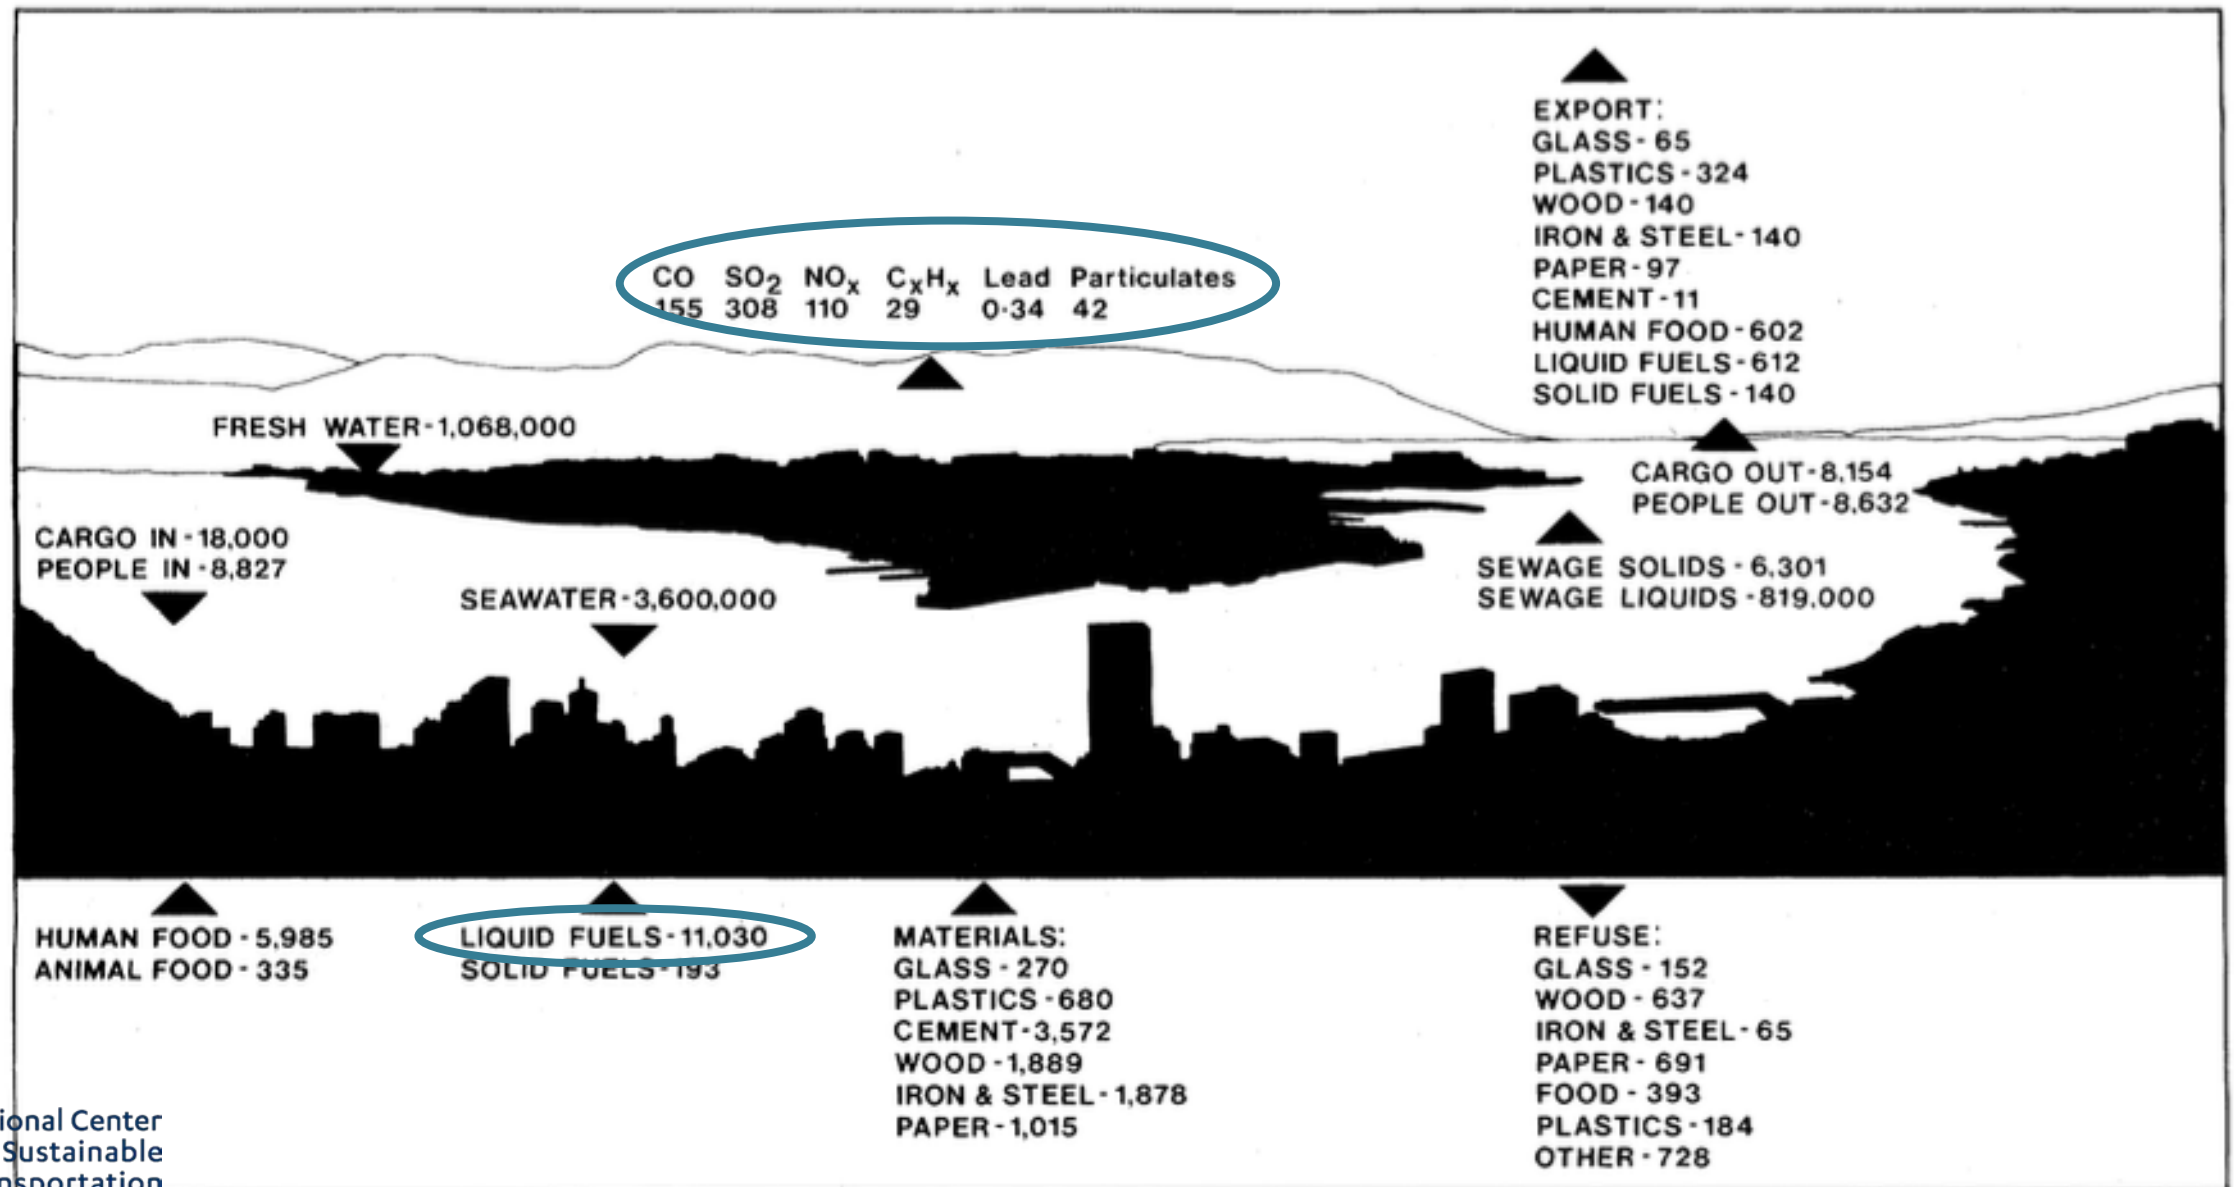 EXPORT:
GLASS - 65
PLASTICS - 324
WOOD - 140
IRON & STEEL - 140
PAPER - 97
CEMENT - 11
HUMAN FOOD - 602
LIQUID FUELS - 612
SOLID FUELS - 140
CO SO₂ NOₓ CₓHₓ Lead Particulates
155 308 110 29 0·34 42
FRESH WATER - 1,068,000
CARGO OUT - 8,154
PEOPLE OUT - 8,632
CARGO IN - 18,000
PEOPLE IN - 8,827
SEAWATER - 3,600,000
SEWAGE SOLIDS - 6,301
SEWAGE LIQUIDS - 819,000
HUMAN FOOD - 5,985
ANIMAL FOOD - 335
LIQUID FUELS - 11,030
SOLID FUELS - 193
MATERIALS:
GLASS - 270
PLASTICS - 680
CEMENT - 3,572
WOOD - 1,889
IRON & STEEL - 1,878
PAPER - 1,015
REFUSE:
GLASS - 152
WOOD - 637
IRON & STEEL - 65
PAPER - 691
FOOD - 393
PLASTICS - 184
OTHER - 728
ional Center
Sustainable
nsportation